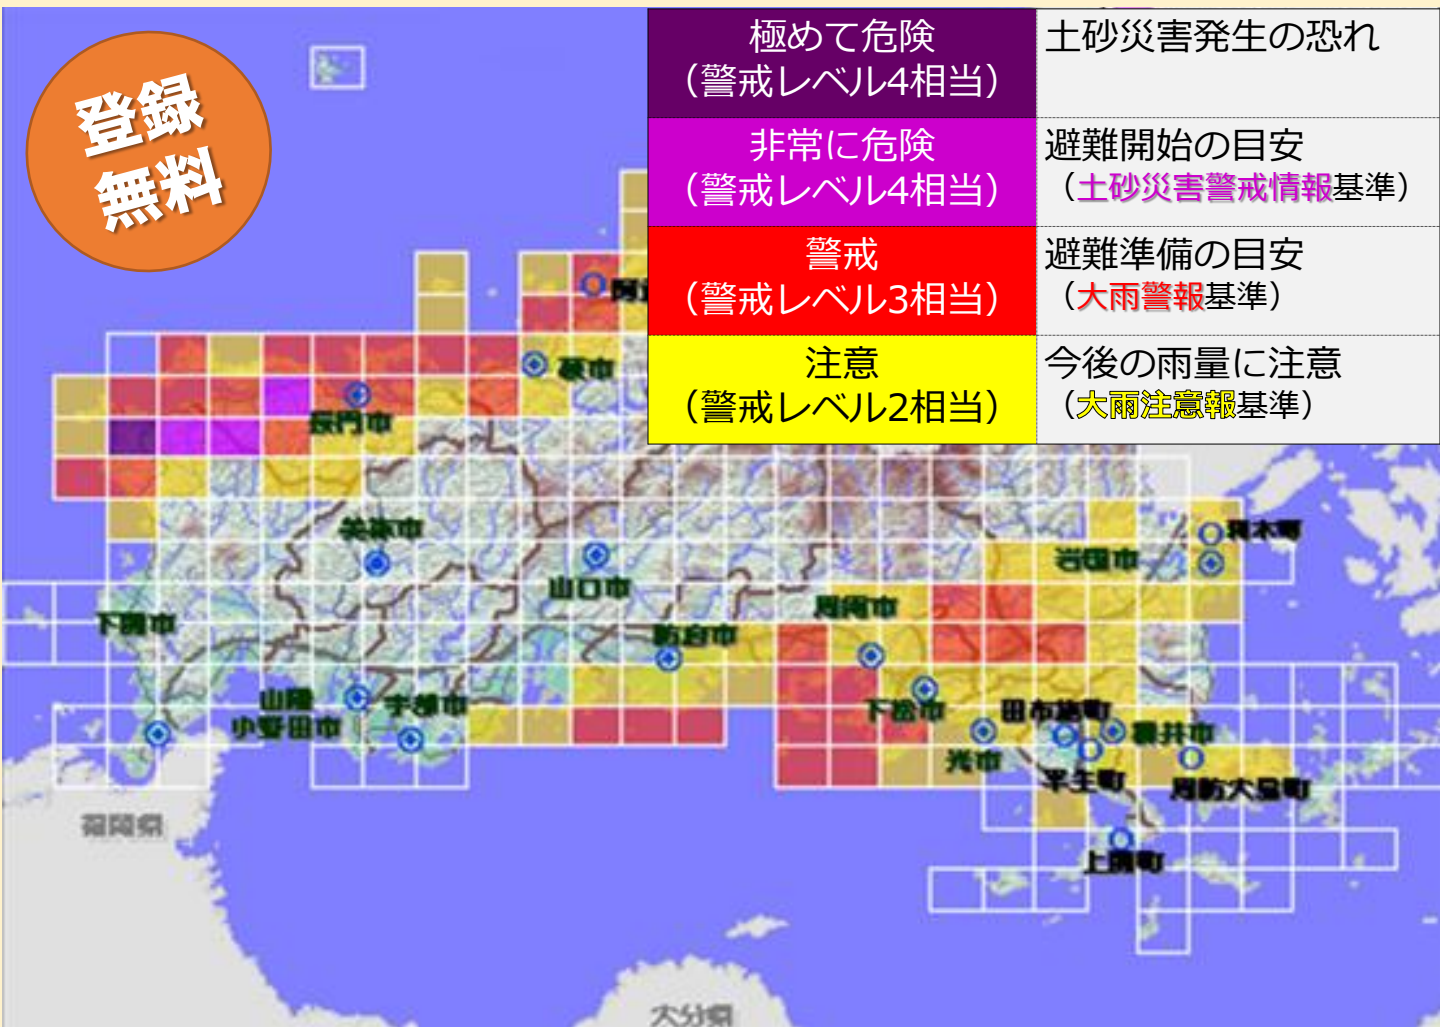 登録
無料
極めて危険
（警戒レベル4相当）
土砂災害発生の恐れ
非常に危険
（警戒レベル4相当）
避難開始の目安
（土砂災害警戒情報基準）
警戒
（警戒レベル3相当）
避難準備の目安
（大雨警報基準）
注意
（警戒レベル2相当）
今後の雨量に注意
（大雨注意報基準）
萩市
長門市
美祢市
和木町
岩国市
山口市
下関市
周南市
防府市
山陽
小野田市
宇部市
下松市
田布施町
柳井市
光市
平生町
周防大島町
福岡県
上関町
大分県